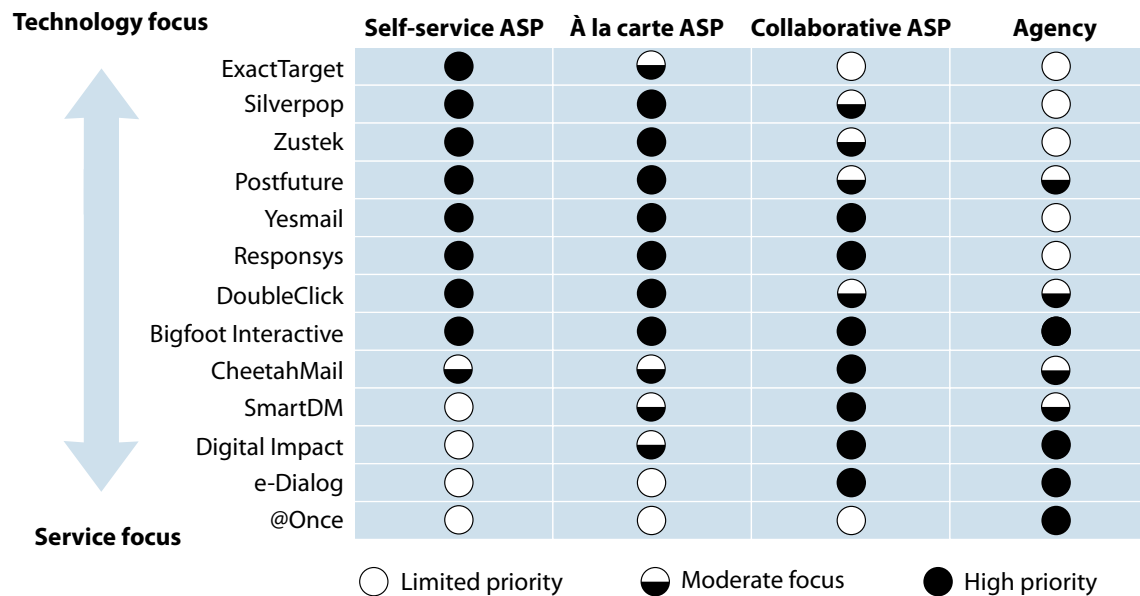 Technology focus
Self-service ASP À la carte ASP Collaborative ASP Agency
ExactTarget
Silverpop
Zustek
Postfuture
Yesmail
Responsys
DoubleClick
Bigfoot Interactive
CheetahMail
SmartDM
Digital Impact
e-Dialog
@Once
Service focus
Limited priority Moderate focus High priority